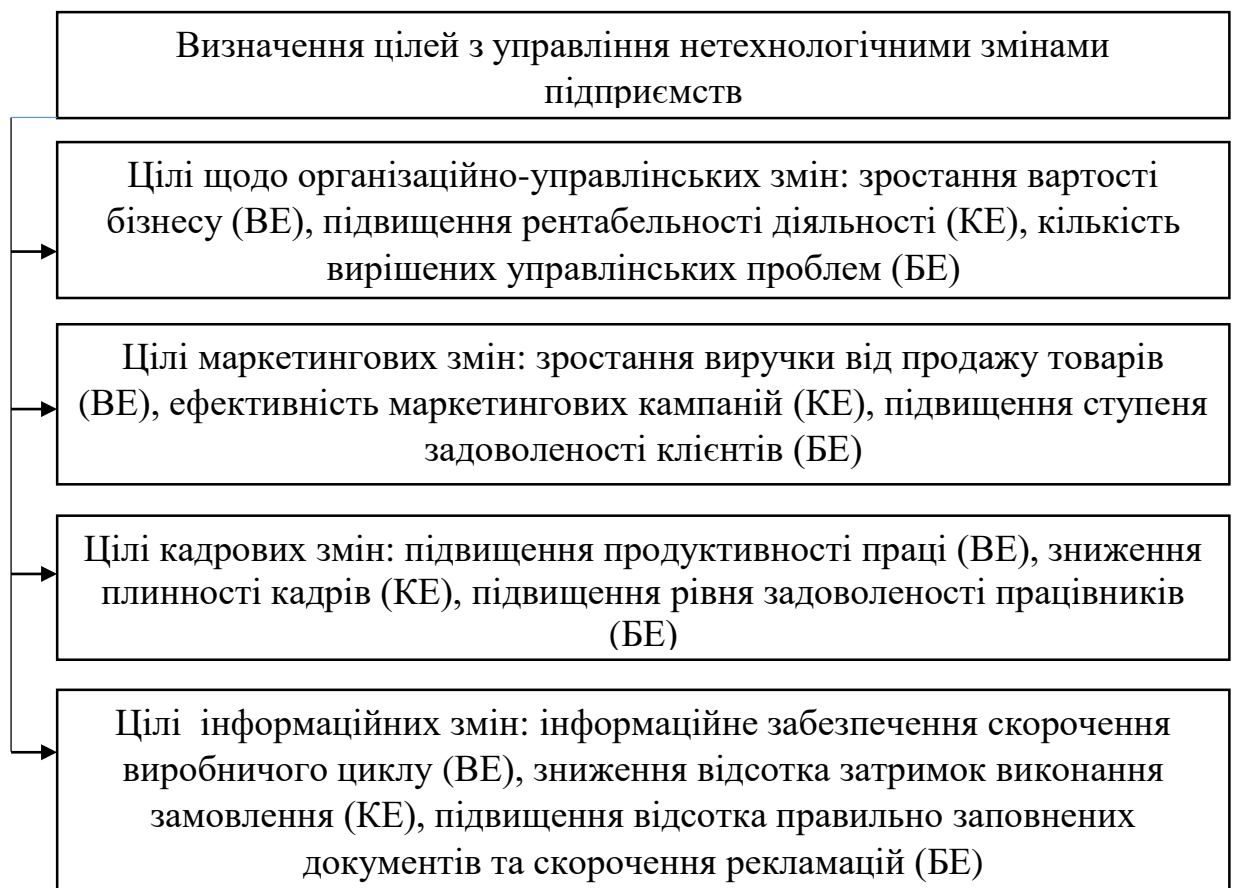 Визначення цілей з управління нетехнологічними змінами
підприємств
Цілі щодо організаційно-управлінських змін: зростання вартості
бізнесу (ВЕ), підвищення рентабельності діяльності (КЕ), кількість
вирішених управлінських проблем (БЕ)
Цілі маркетингових змін: зростання виручки від продажу товарів
(ВЕ), ефективність маркетингових кампаній (КЕ), підвищення ступеня
задоволеності клієнтів (БЕ)
Цілі кадрових змін: підвищення продуктивності праці (ВЕ), зниження
плинності кадрів (КЕ), підвищення рівня задоволеності працівників
(БЕ)
Цілі інформаційних змін: інформаційне забезпечення скорочення
виробничого циклу (ВЕ), зниження відсотка затримок виконання
замовлення (КЕ), підвищення відсотка правильно заповнених
документів та скорочення рекламацій (БЕ)